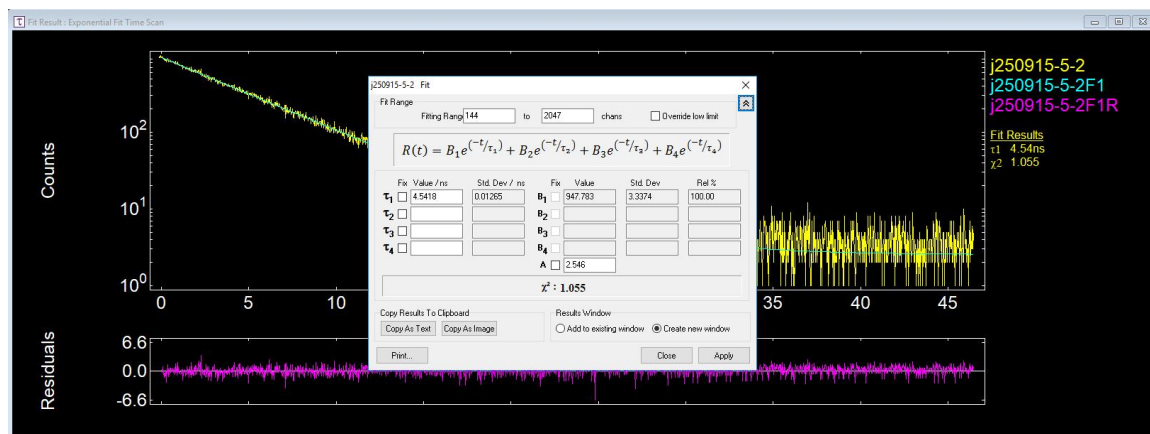 Fit Result : Exponential Fit Time Scan
j250915-5-2 Fit
Fit Range
Fitting Rang 144 to 2047 chans Override low limit
R(t) = B₁e^(−t/τ₁) + B₂e^(−t/τ₂) + B₃e^(−t/τ₃) + B₄e^(−t/τ₄)
Fix Value / ns Std. Dev / ns Fix Value Std. Dev Rel %
τ₁ 4.5418 0.01265 B₁ 947.783 3.3374 100.00
τ₂ B₂
τ₃ B₃
τ₄ B₄
A 2.546
χ² : 1.055
Copy Results To Clipboard
Copy As Text Copy As Image
Results Window
Add to existing window Create new window
Print... Close Apply
j250915-5-2
j250915-5-2F1
j250915-5-2F1R
Fit Results
τ1 4.54ns
χ2 1.055
Counts
10²
10¹
10⁰
0 5 10 35 40 45
Residuals
6.6
0.0
-6.6